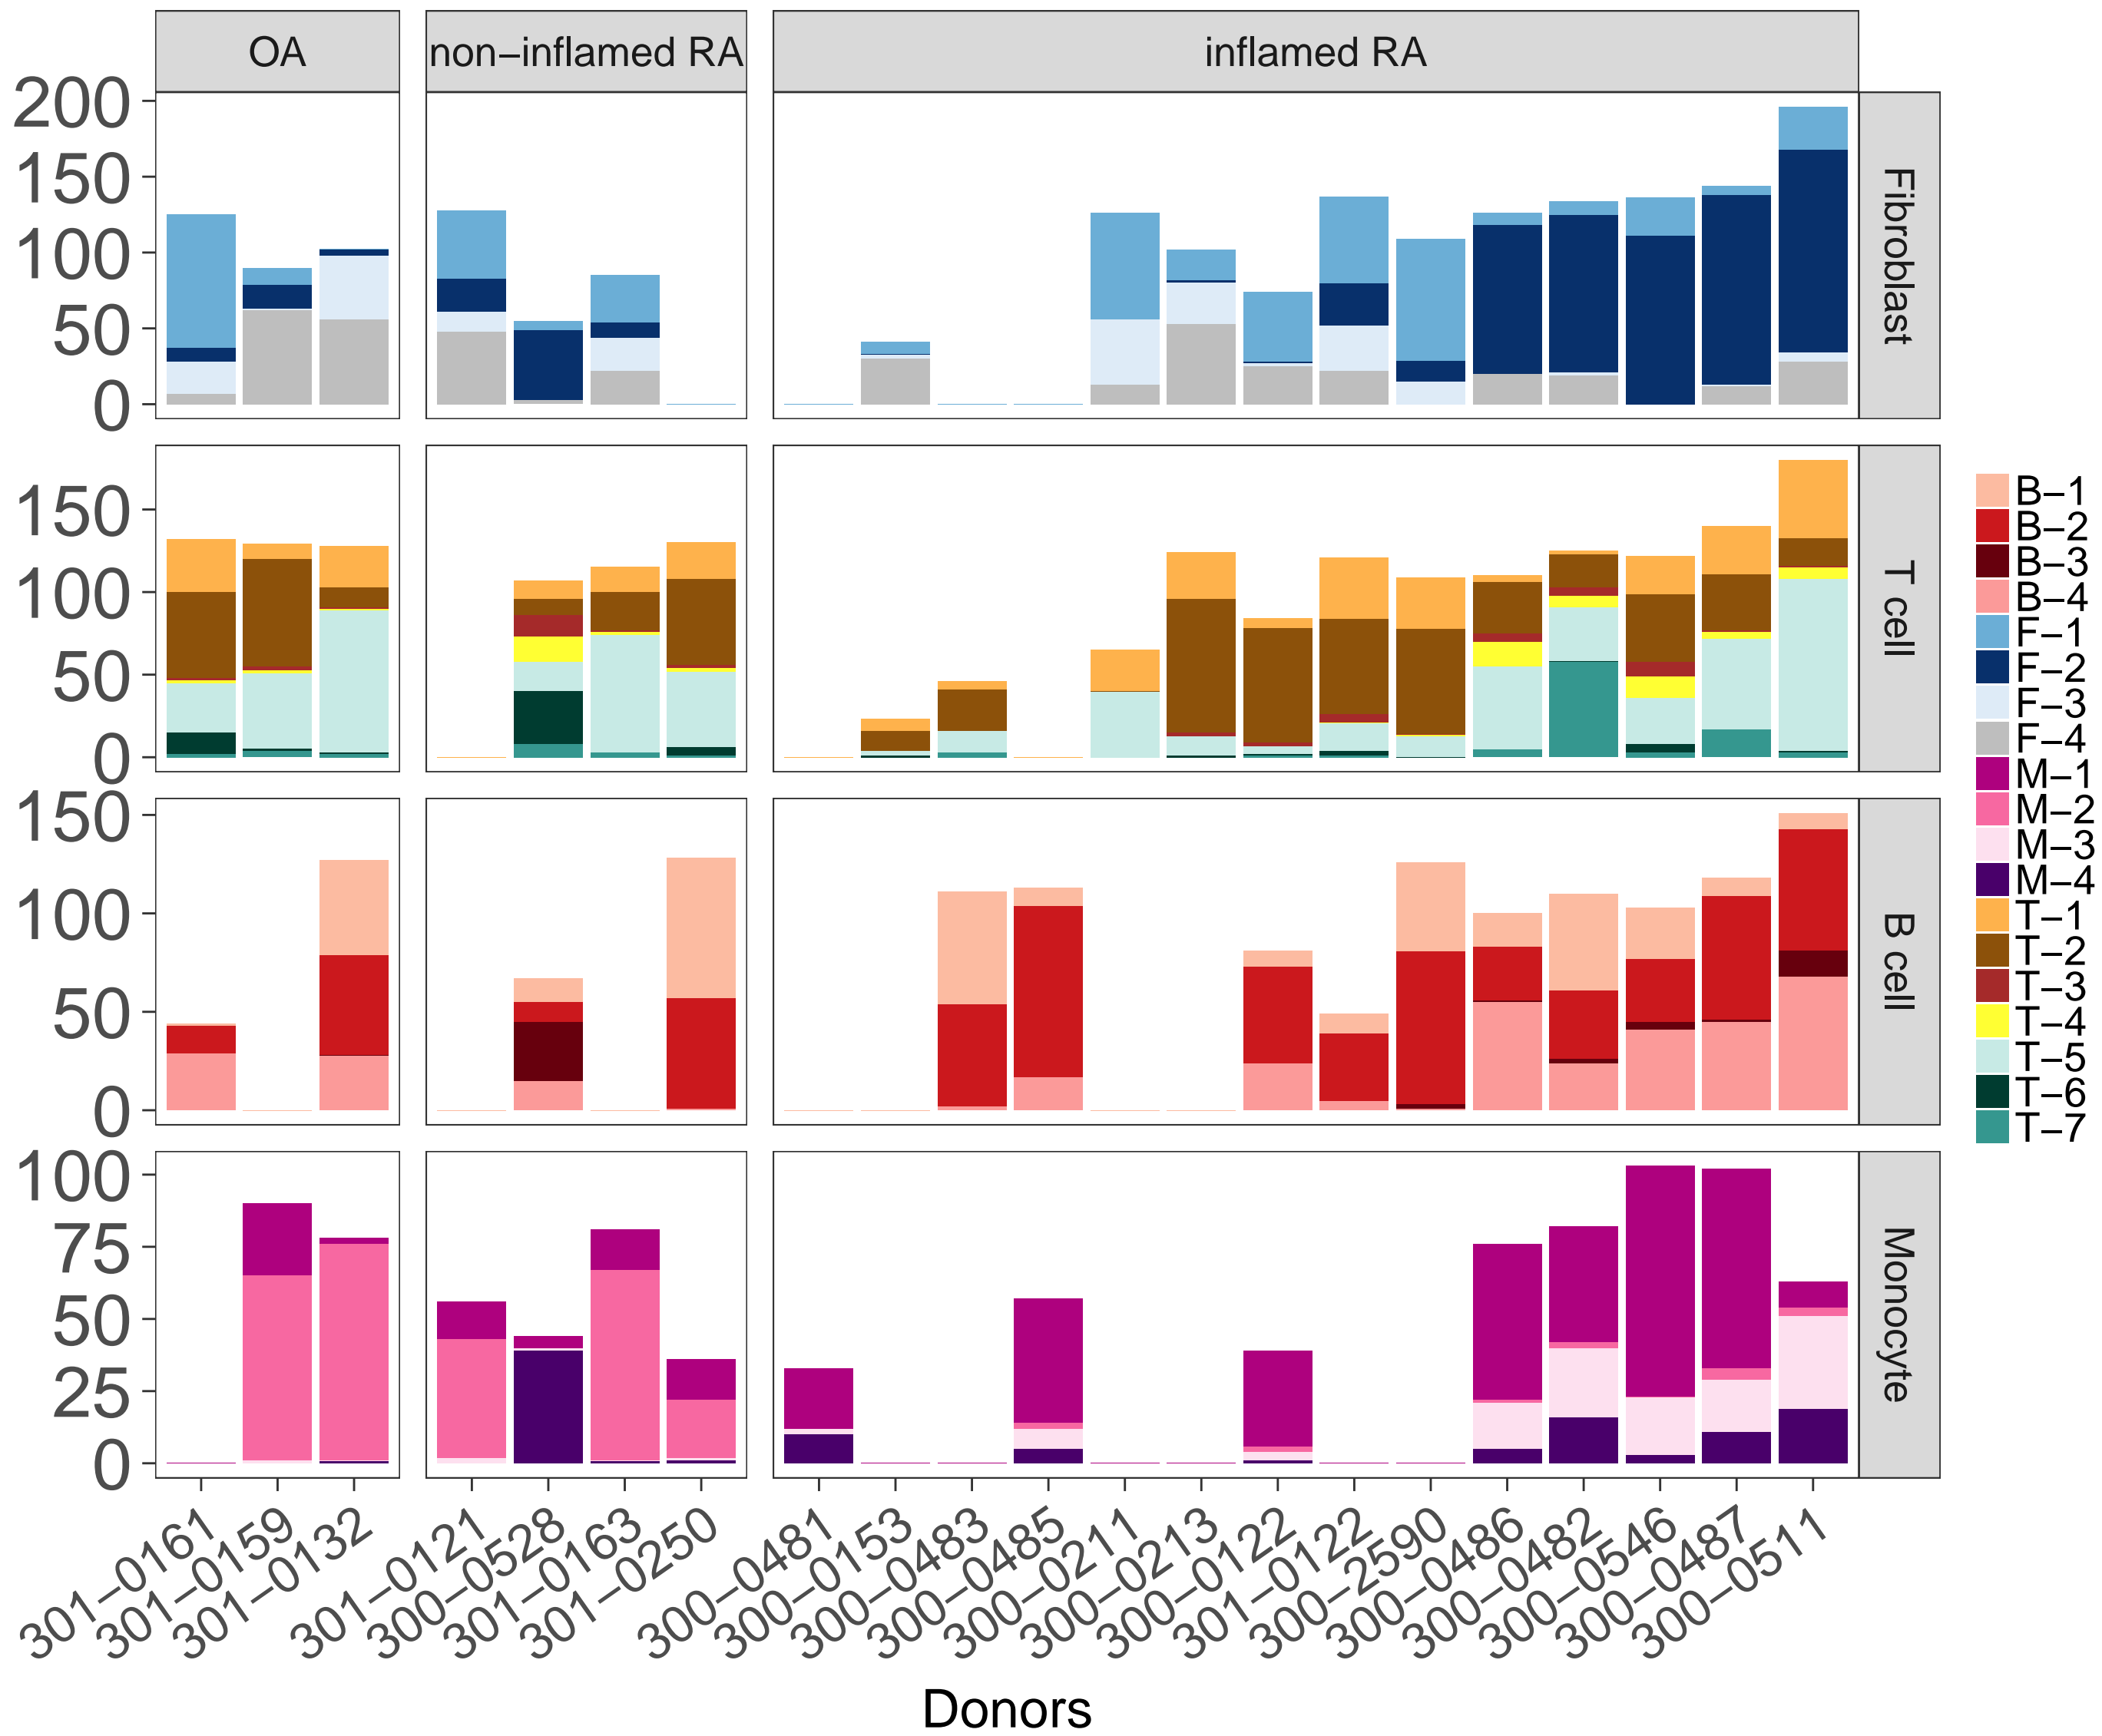 OA
non−inflamed RA
inflamed RA
200
150
100
50
0
Fibroblast
150
100
50
0
T cell
150
100
50
0
B cell
100
75
50
25
0
Monocyte
301−0161
301−0159
301−0132
301−0121
300−0528
301−0163
301−0250
300−0481
300−0153
300−0483
300−0485
300−0211
300−0213
300−0122
301−0122
300−2590
300−0486
300−0482
300−0546
300−0487
300−0511
Donors
B−1
B−2
B−3
B−4
F−1
F−2
F−3
F−4
M−1
M−2
M−3
M−4
T−1
T−2
T−3
T−4
T−5
T−6
T−7